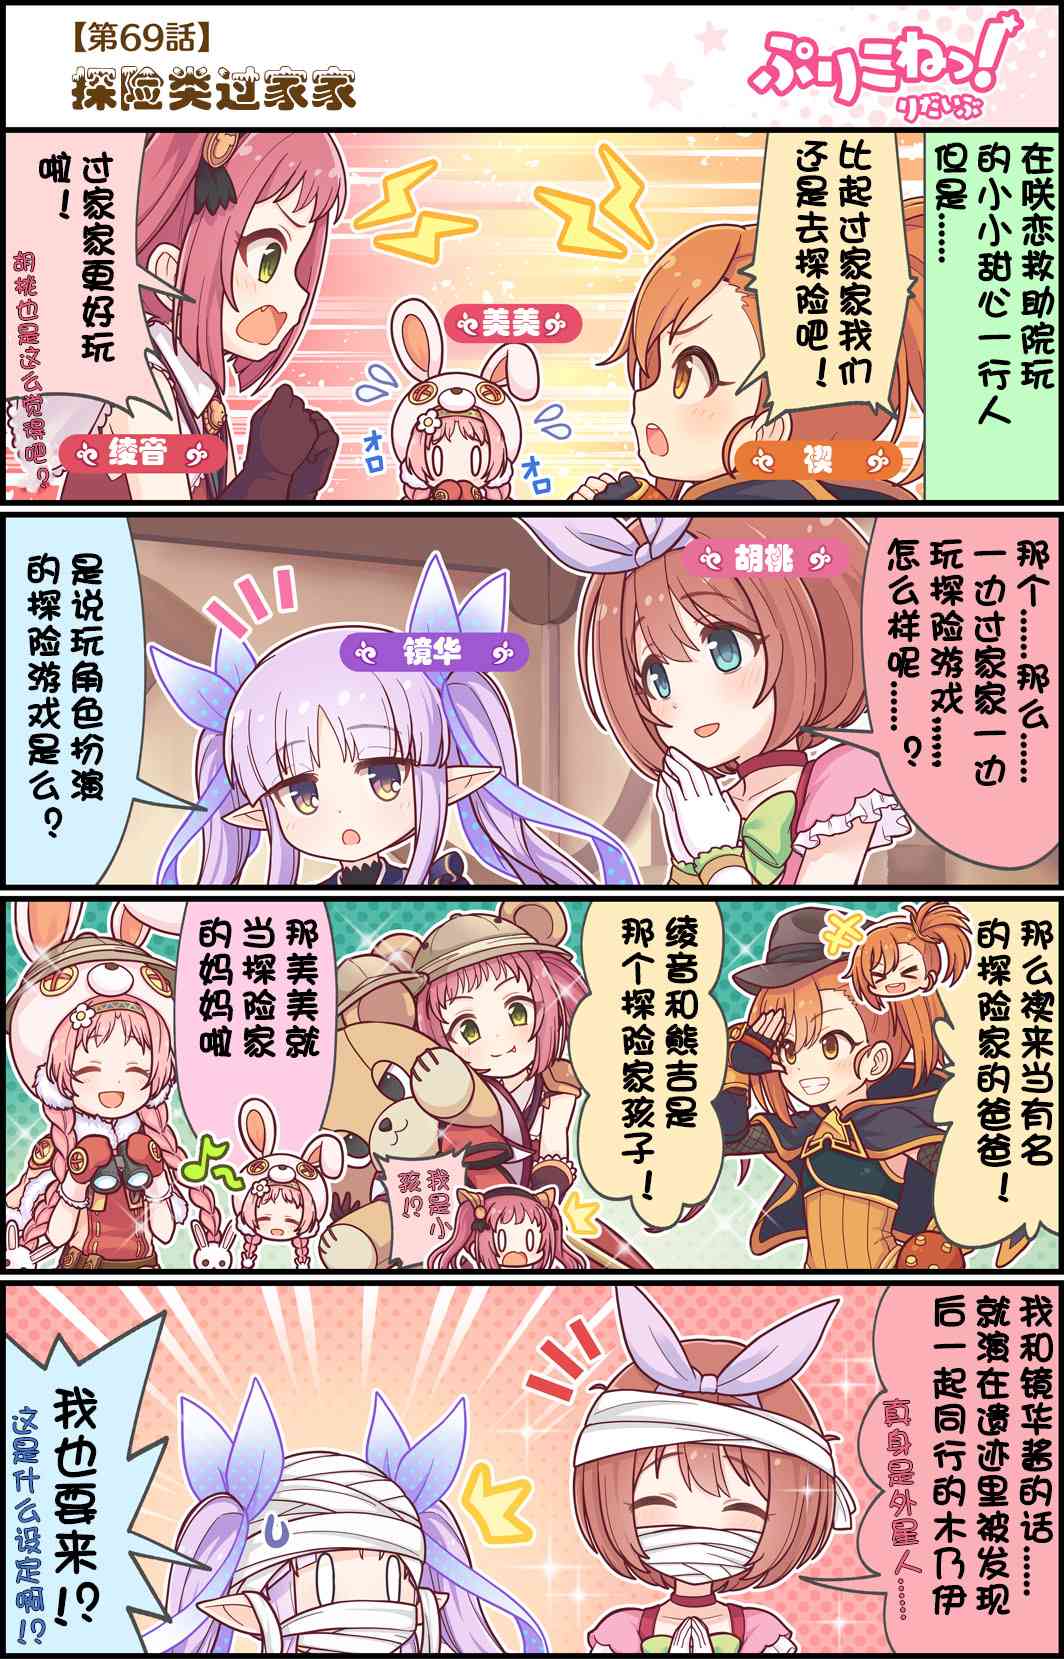 【第69話】
探险类过家家
ぷりこねっ!
りだいぶ
在咲恋救助院玩
的小小甜心一行人
但是……
比起过家家我们
还是去探险吧！
过家家更好玩
啦！
胡桃也是这么觉得吧？
美美
オロ
オロ
绫音
禊
那个……那么……
一边过家家一边
玩探险游戏……
怎么样呢……？
胡桃
镜华
是说玩角色扮演
的探险游戏是么？
那么禊来当有名
的探险家的爸爸！
绫音和熊吉是
那个探险家孩子！
我是小
孩!?
那美美就
当探险家
的妈妈啦
我和镜华酱的话……
就演在遗迹里被发现
后一起同行的木乃伊
真身是外星人……
我也要来!?
这是什么设定啊!?